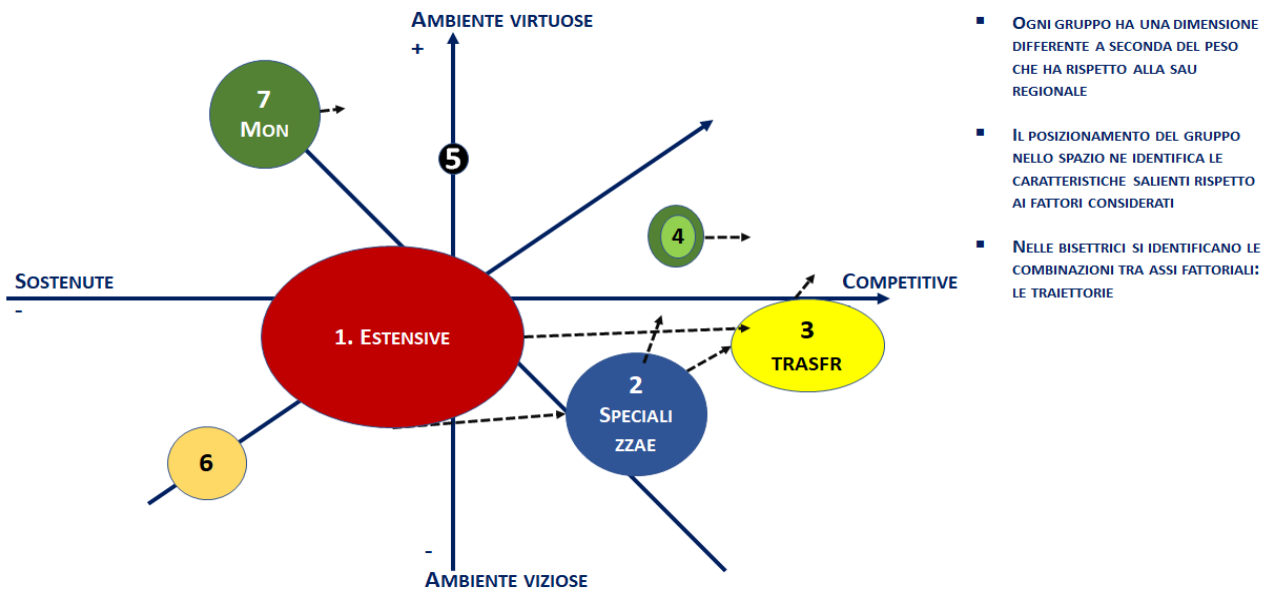 AMBIENTE VIRTUOSE
+
7
MON
5
4
SOSTENUTE
-
COMPETITIVE
1. ESTENSIVE
3
TRASFR
2
SPECIALI
ZZAE
6
-
AMBIENTE VIZIOSE
▪ OGNI GRUPPO HA UNA DIMENSIONE
DIFFERENTE A SECONDA DEL PESO
CHE HA RISPETTO ALLA SAU
REGIONALE
▪ IL POSIZIONAMENTO DEL GRUPPO
NELLO SPAZIO NE IDENTIFICA LE
CARATTERISTICHE SALIENTI RISPETTO
AI FATTORI CONSIDERATI
▪ NELLE BISETTRICI SI IDENTIFICANO LE
COMBINAZIONI TRA ASSI FATTORIALI:
LE TRAIETTORIE